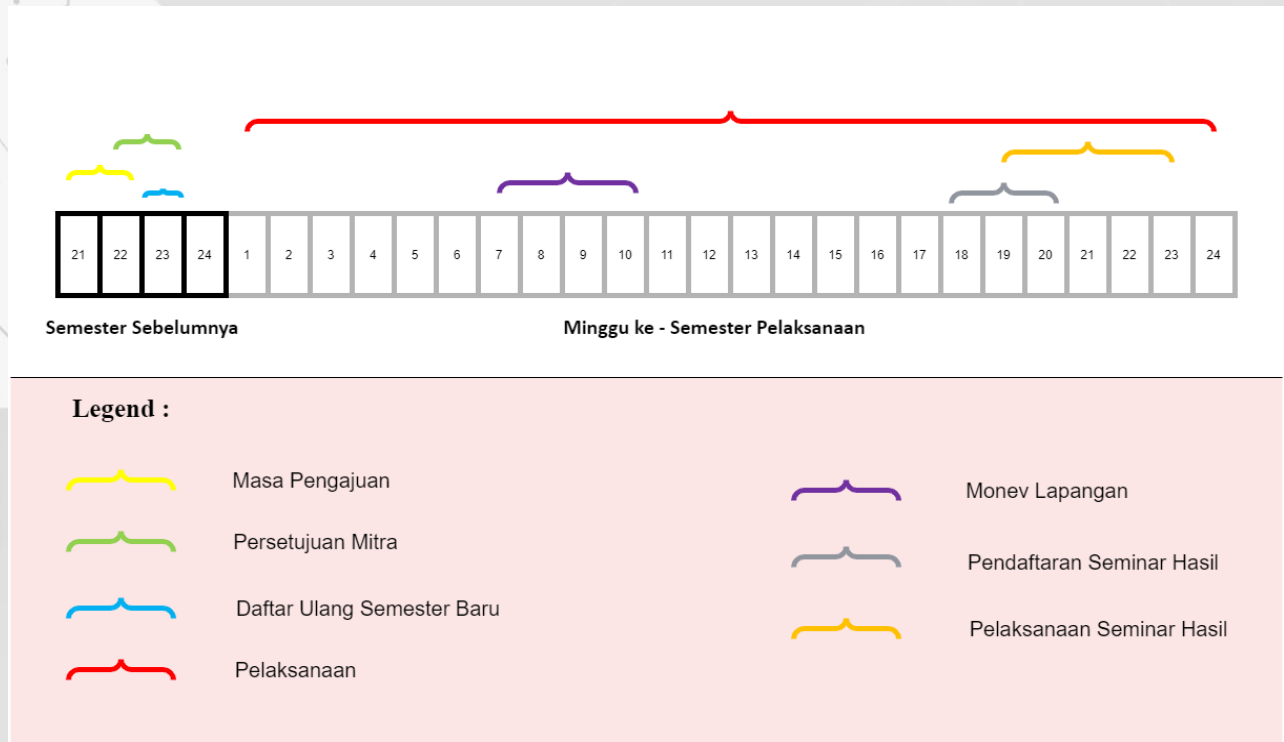 21 22 23 24 1 2 3 4 5 6 7 8 9 10 11 12 13 14 15 16 17 18 19 20 21 22 23 24
Semester Sebelumnya
Minggu ke - Semester Pelaksanaan
Legend :
Masa Pengajuan
Persetujuan Mitra
Daftar Ulang Semester Baru
Pelaksanaan
Monev Lapangan
Pendaftaran Seminar Hasil
Pelaksanaan Seminar Hasil